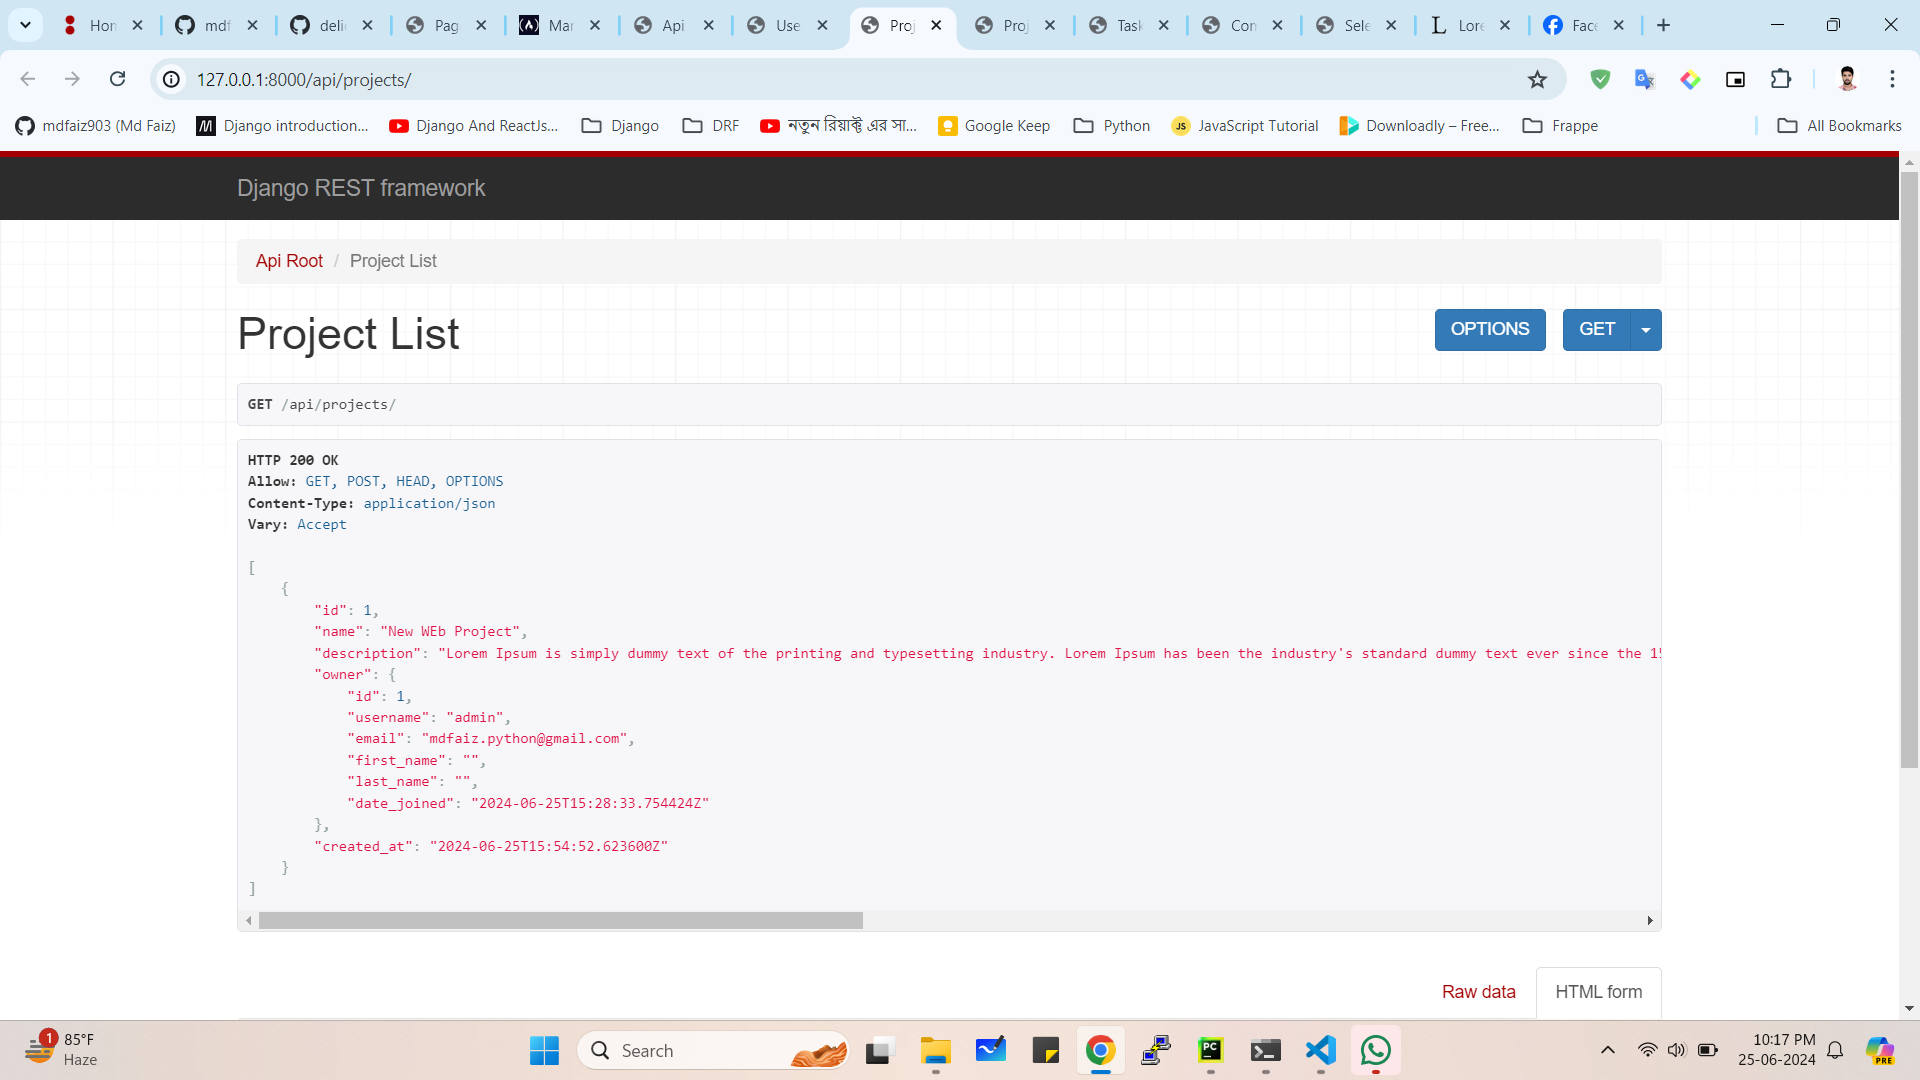 Hon
mdf
deli
Pag
Mar
Api
Use
Proj
Proj
Task
Con
Sele
Lore
Face
127.0.0.1:8000/api/projects/
mdfaiz903 (Md Faiz)
Django introduction...
Django And ReactJs...
Django
DRF
নতুন রিয়াক্ট এর সা...
Google Keep
Python
JavaScript Tutorial
Downloadly – Free...
Frappe
All Bookmarks
Django REST framework
Api Root / Project List
Project List
OPTIONS
GET
GET /api/projects/
HTTP 200 OK
Allow: GET, POST, HEAD, OPTIONS
Content-Type: application/json
Vary: Accept
[
{
"id": 1,
"name": "New WEb Project",
"description": "Lorem Ipsum is simply dummy text of the printing and typesetting industry. Lorem Ipsum has been the industry's standard dummy text ever since the 15
"owner": {
"id": 1,
"username": "admin",
"email": "mdfaiz.python@gmail.com",
"first_name": "",
"last_name": "",
"date_joined": "2024-06-25T15:28:33.754424Z"
},
"created_at": "2024-06-25T15:54:52.623600Z"
}
]
Raw data
HTML form
1
85°F
Haze
Search
PC
10:17 PM
25-06-2024
PRE